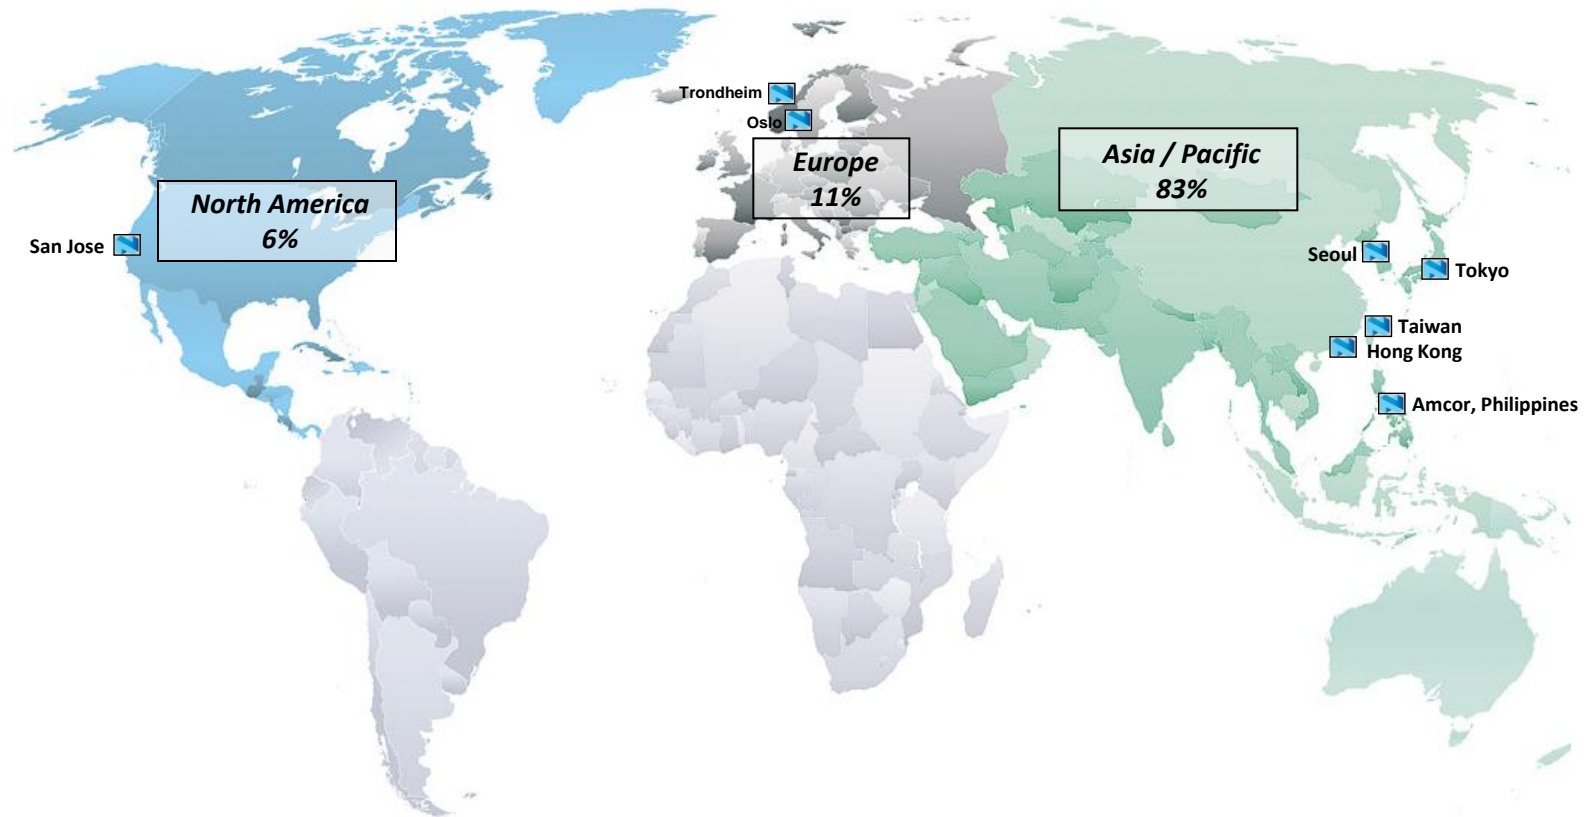 Trondheim
Oslo
Europe
11%
Asia / Pacific
83%
North America
6%
San Jose
Seoul
Tokyo
Taiwan
Hong Kong
Amcor, Philippines